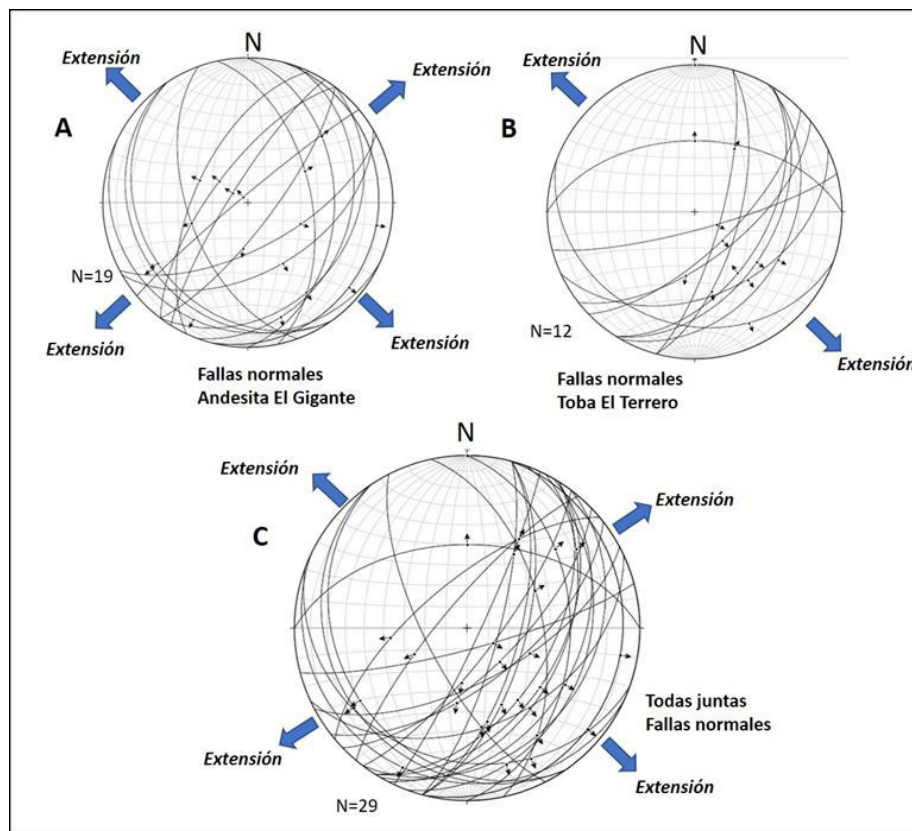 N
Extensión
Extensión
A
N=19
Extensión
Extensión
Fallas normales
Andesita El Gigante
N
Extensión
B
N=12
Extensión
Fallas normales
Toba El Terrero
N
Extensión
Extensión
C
Todas juntas
Fallas normales
Extensión
Extensión
N=29